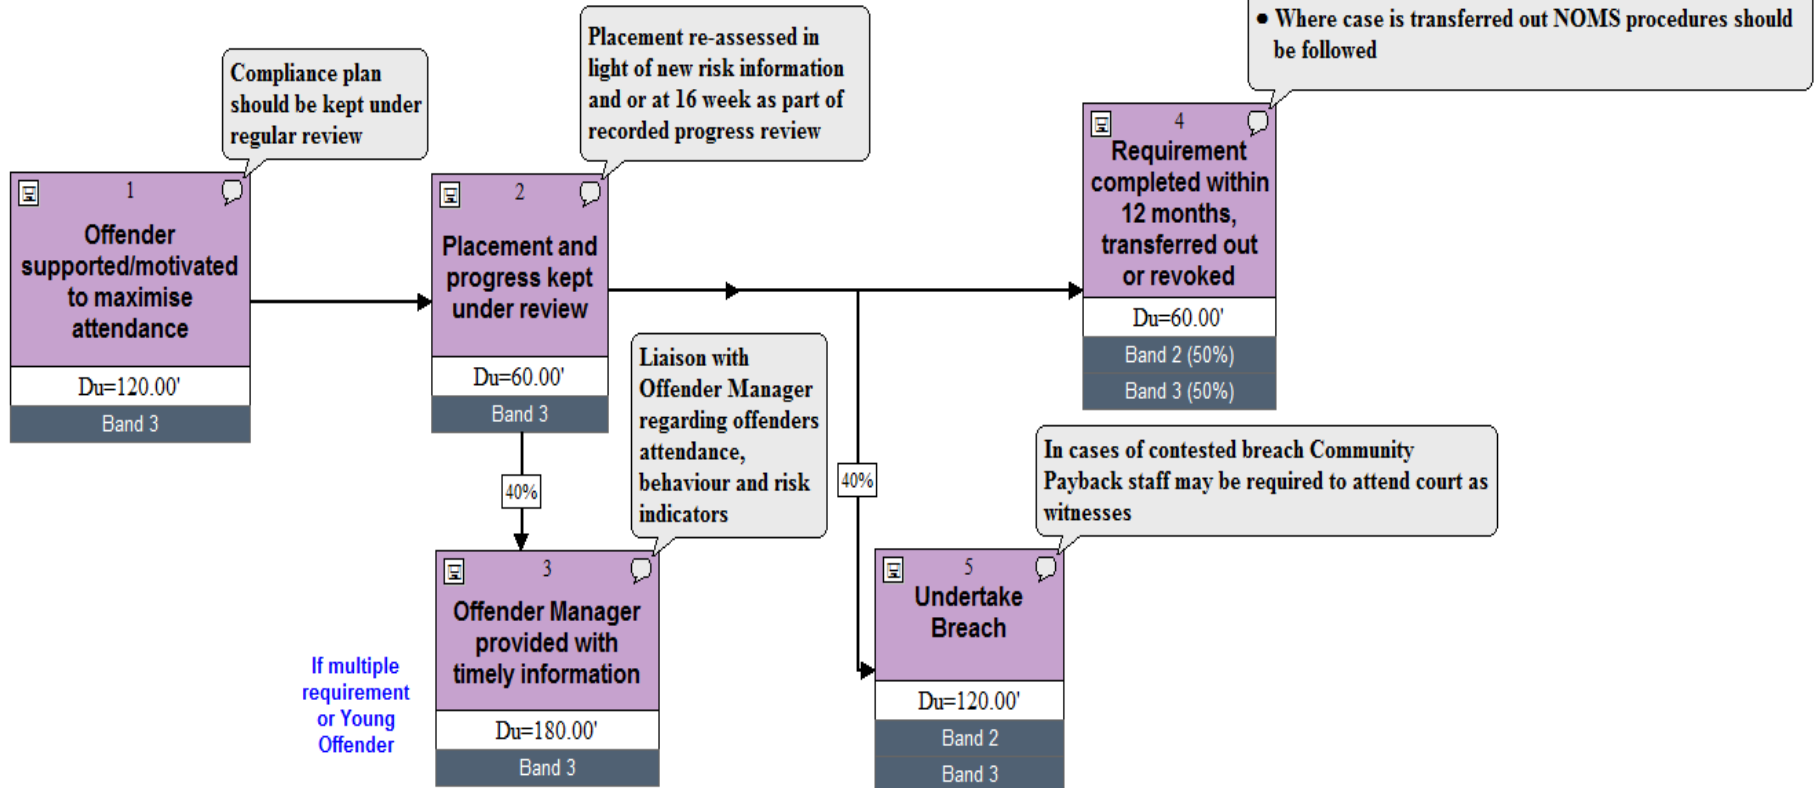 Compliance plan
should be kept under
regular review
1
Offender
supported/motivated
to maximise
attendance
Du=120.00'
Band 3
Placement re-assessed in
light of new risk information
and or at 16 week as part of
recorded progress review
2
Placement and
progress kept
under review
Du=60.00'
Band 3
40%
Liaison with
Offender Manager
regarding offenders
attendance,
behaviour and risk
indicators
3
Offender Manager
provided with
timely information
Du=180.00'
Band 3
If multiple
requirement
or Young
Offender
• Where case is transferred out NOMS procedures should
be followed
4
Requirement
completed within
12 months,
transferred out
or revoked
Du=60.00'
Band 2 (50%)
Band 3 (50%)
40%
In cases of contested breach Community
Payback staff may be required to attend court as
witnesses
5
Undertake
Breach
Du=120.00'
Band 2
Band 3